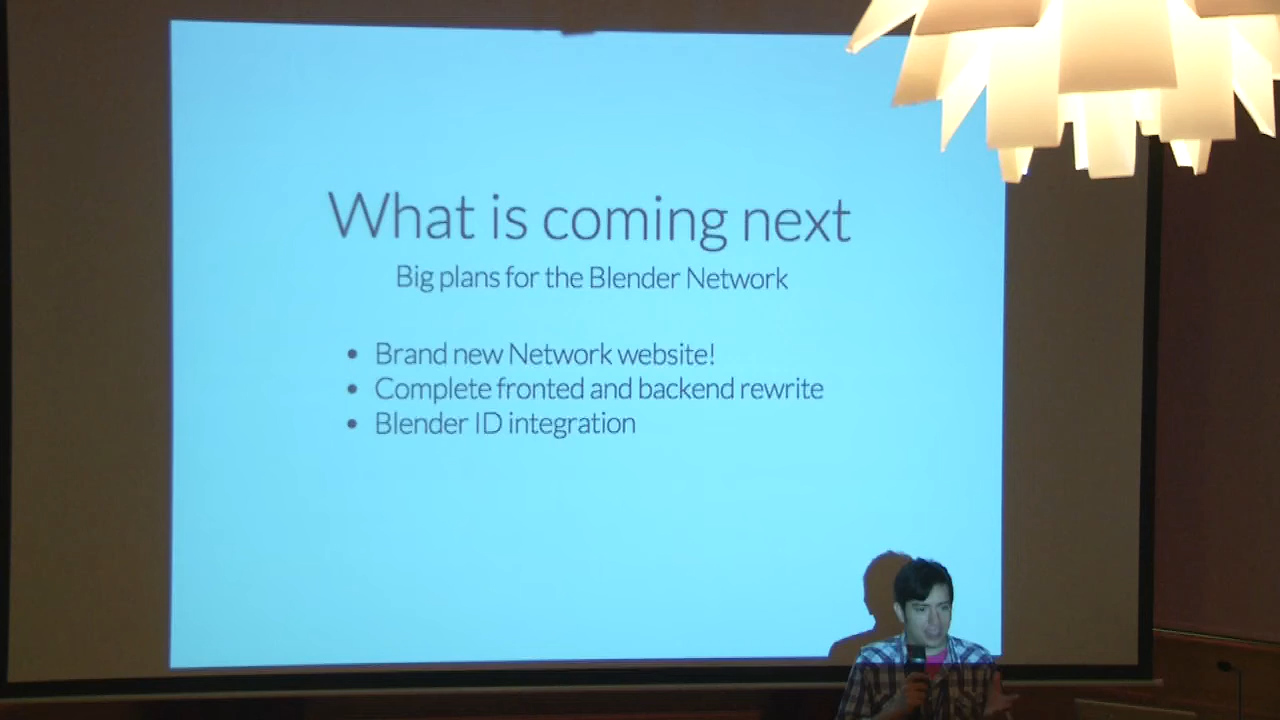 What is coming next
Big plans for the Blender Network
• Brand new Network website!
• Complete fronted and backend rewrite
• Blender ID integration